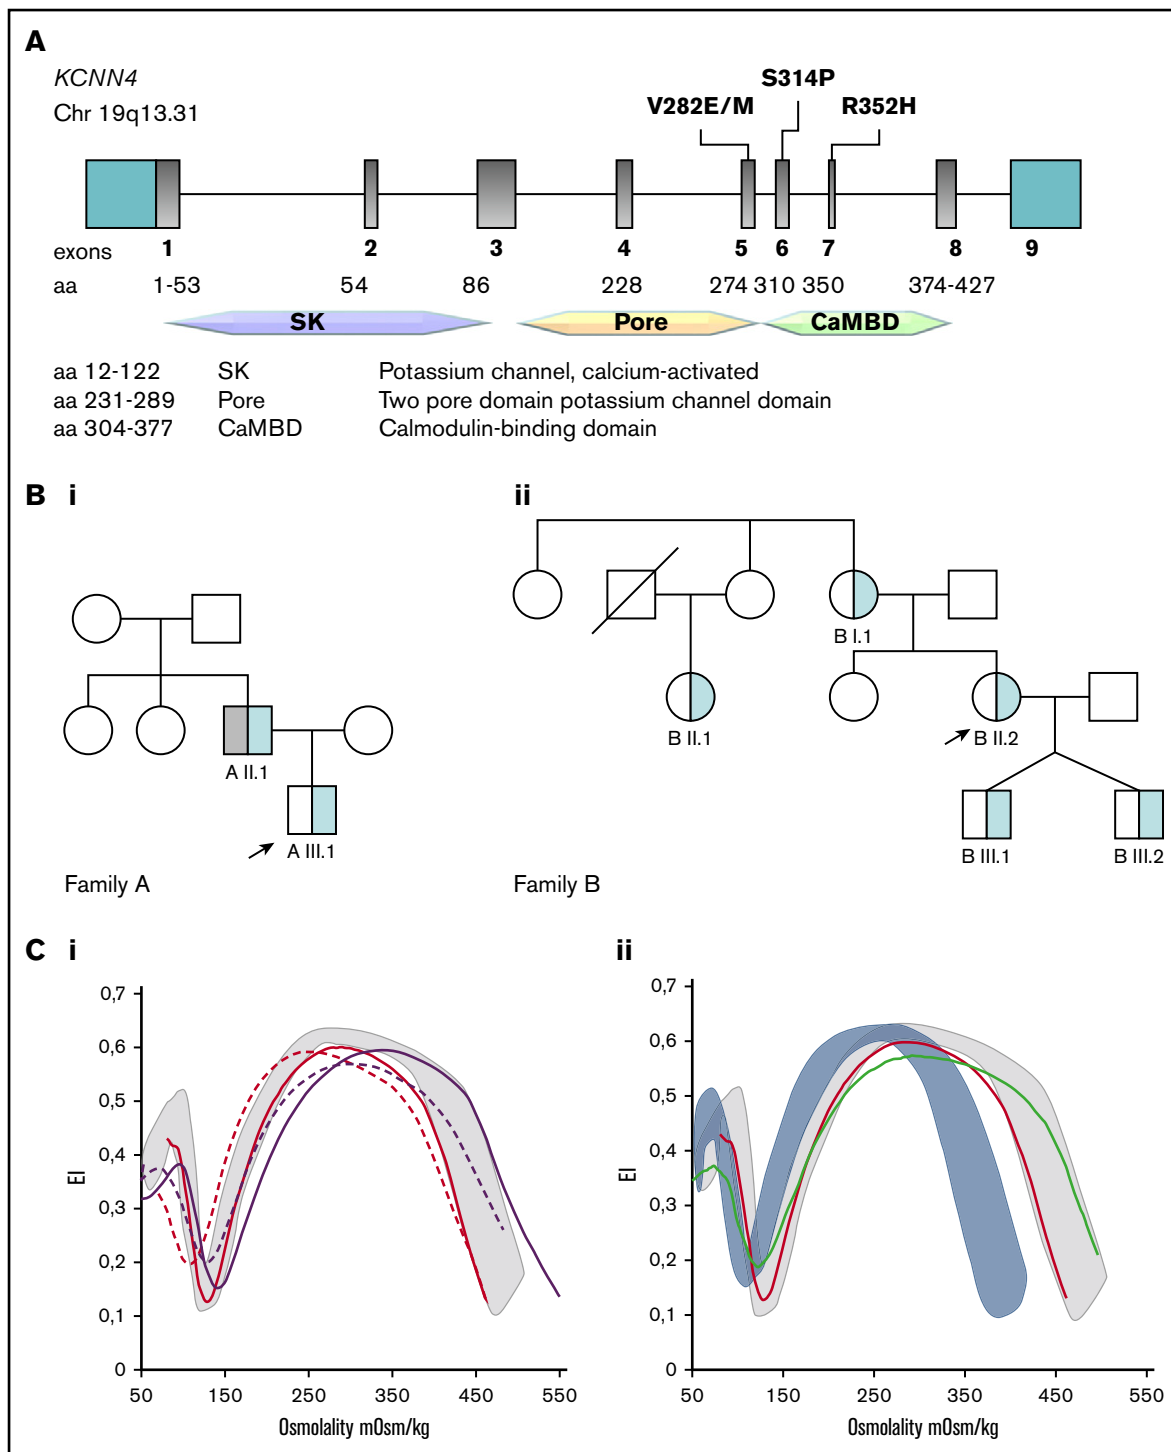 A
KCNN4
Chr 19q13.31
S314P
V282E/M R352H
exons 1 2 3 4 5 6 7 8 9
aa 1-53 54 86 228 274 310 350 374-427
SK Pore CaMBD
aa 12-122 SK Potassium channel, calcium-activated
aa 231-289 Pore Two pore domain potassium channel domain
aa 304-377 CaMBD Calmodulin-binding domain
B i ii
B I.1
A II.1 B II.1 B II.2
A III.1 B III.1 B III.2
Family A Family B
C i
0,7
0,6
0,5
0,4
0,3
0,2
0,1
0
EI
50 150 250 350 450 550
Osmolality mOsm/kg
ii
0,7
0,6
0,5
0,4
0,3
0,2
0,1
0
EI
50 150 250 350 450 550
Osmolality mOsm/kg